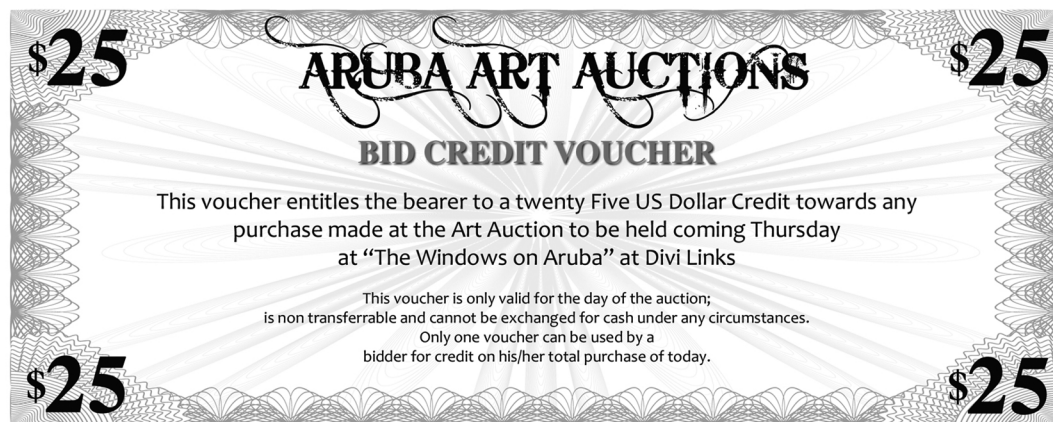 $25 $25
ARUBA ART AUCTIONS
BID CREDIT VOUCHER
This voucher entitles the bearer to a twenty Five US Dollar Credit towards any
purchase made at the Art Auction to be held coming Thursday
at “The Windows on Aruba” at Divi Links
This voucher is only valid for the day of the auction;
is non transferrable and cannot be exchanged for cash under any circumstances.
Only one voucher can be used by a
bidder for credit on his/her total purchase of today.
$25 $25